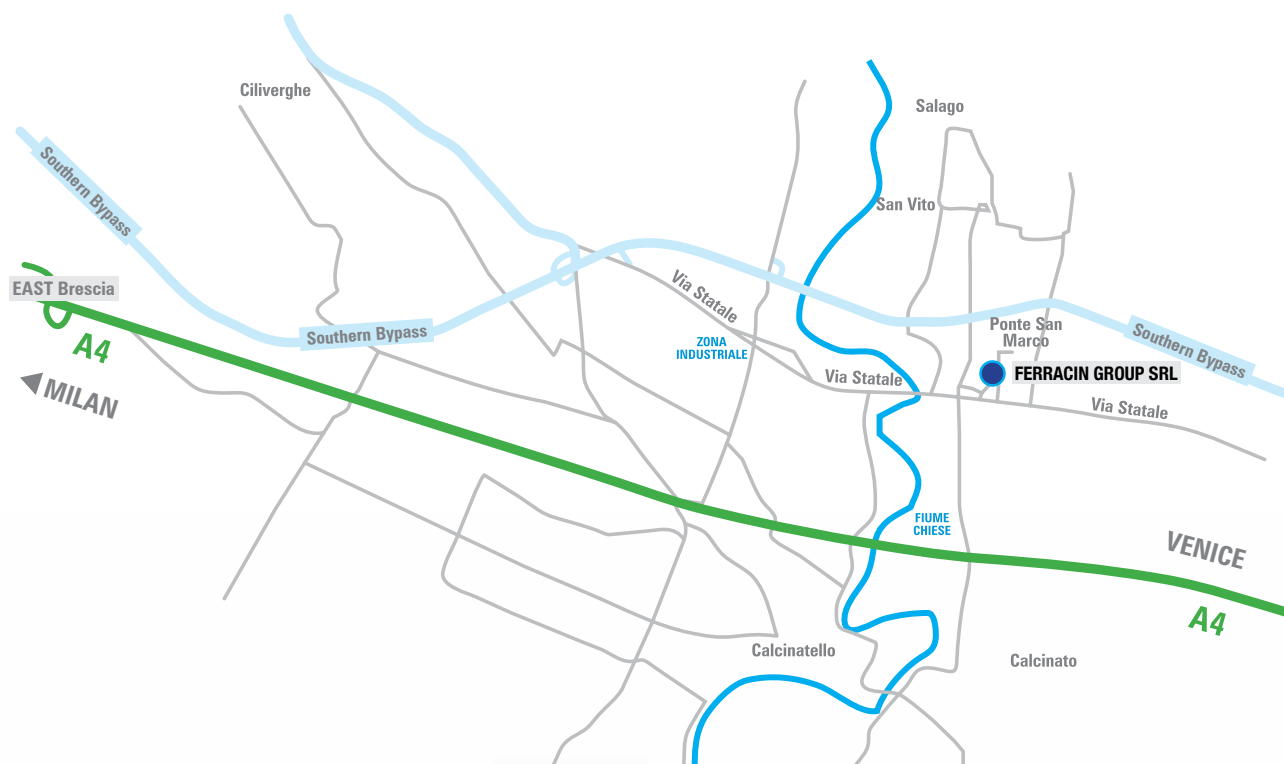 Ciliverghe
Salago
Southern Bypass
San Vito
EAST Brescia
Via Statale
A4
Southern Bypass
ZONA
INDUSTRIALE
Ponte San
Marco
Southern Bypass
MILAN
Via Statale
FERRACIN GROUP SRL
Via Statale
FIUME
CHIESE
VENICE
A4
Calcinatello
Calcinato